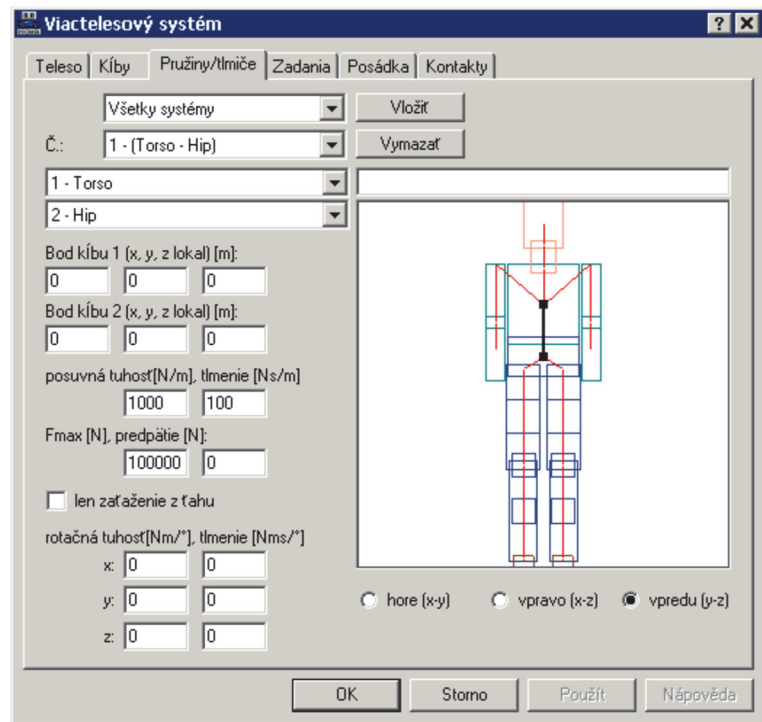 Viactelesový systém
Teleso Kĺby Pružiny/tlmiče Zadania Posádka Kontakty
Všetky systémy Vložiť
Č.: 1 - (Torso - Hip) Vymazať
1 - Torso
2 - Hip
Bod kĺbu 1 (x, y, z lokal) [m]:
0 0 0
Bod kĺbu 2 (x, y, z lokal) [m]:
0 0 0
posuvná tuhosť[N/m], tlmenie [Ns/m]
1000 100
Fmax [N], predpätie [N]:
100000 0
len zaťaženie z ťahu
rotačná tuhosť[Nm/°], tlmenie [Nms/°]
x: 0 0
y: 0 0 hore (x-y) vpravo (x-z) vpredu (y-z)
z: 0 0
OK Storno Použít Nápověda